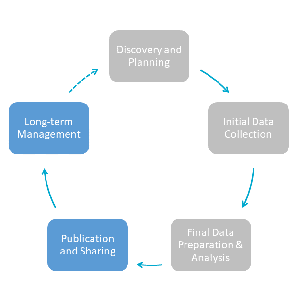 Discovery and
Planning
Initial Data
Collection
Final Data
Preparation &
Analysis
Publication
and Sharing
Long-term
Management